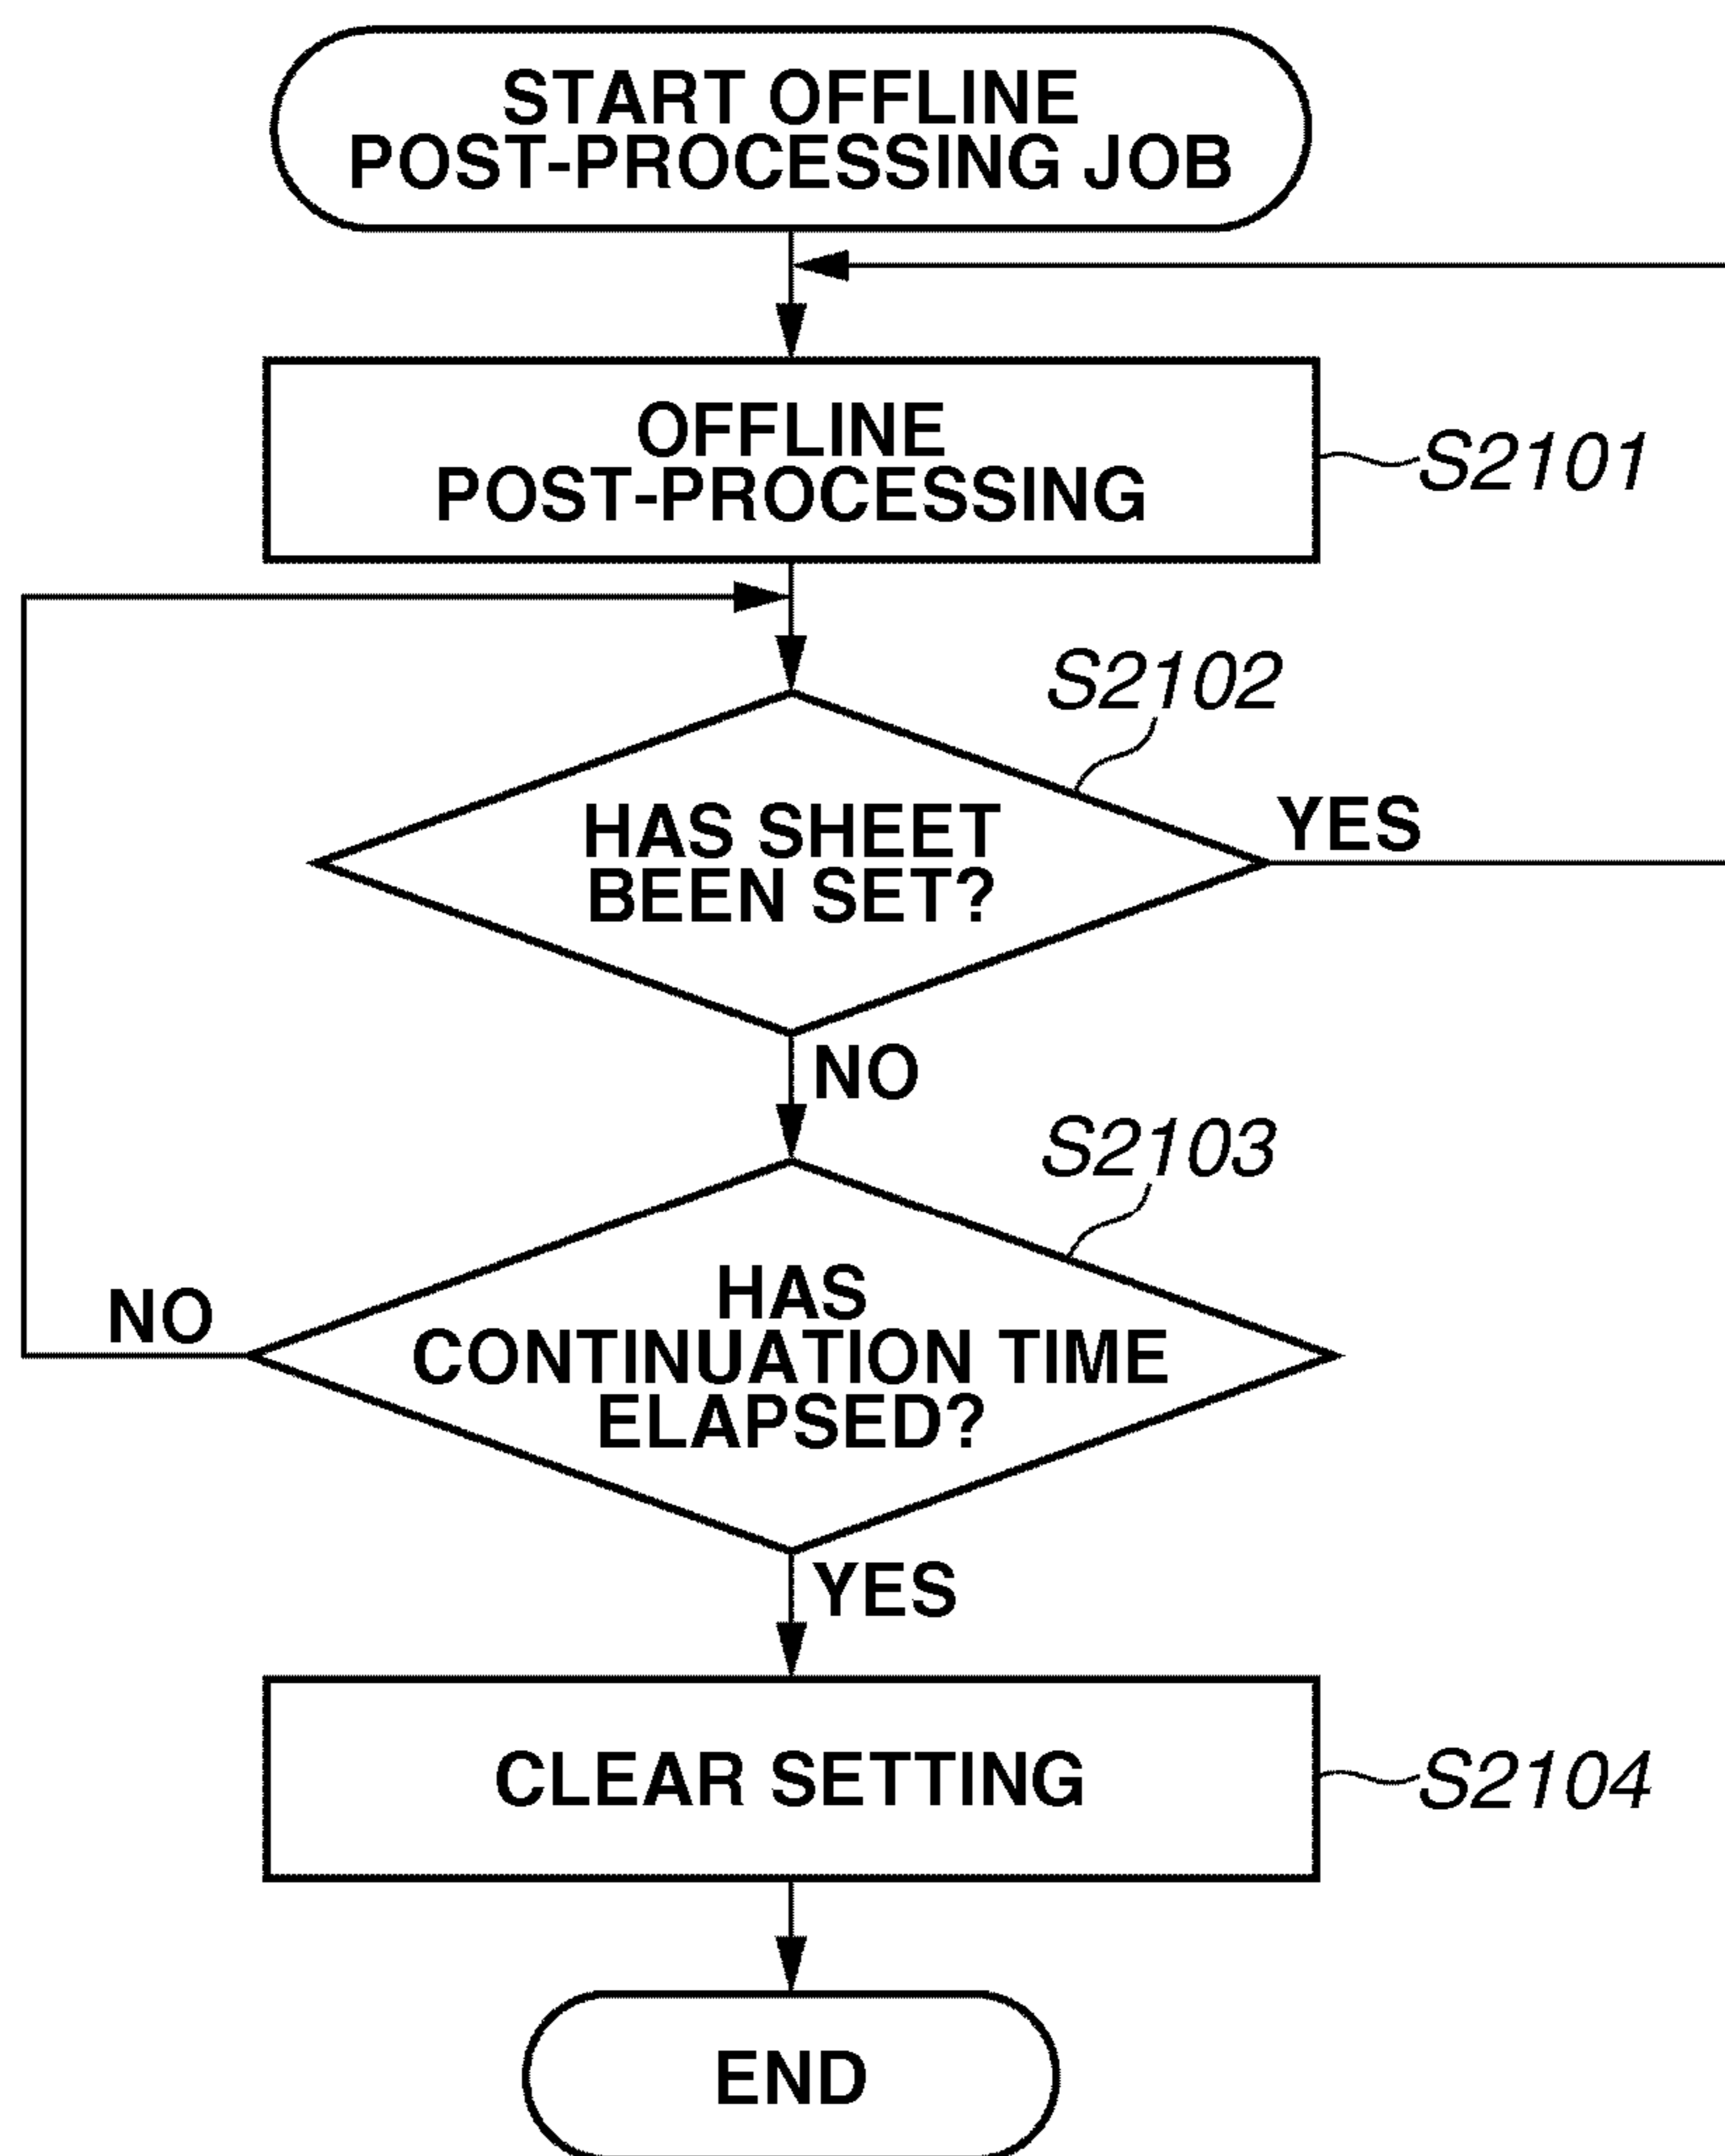 START OFFLINE
POST-PROCESSING JOB
OFFLINE
POST-PROCESSING
S2101
S2102
HAS SHEET
BEEN SET?
YES
NO
S2103
HAS
CONTINUATION TIME
ELAPSED?
NO
YES
CLEAR SETTING
S2104
END